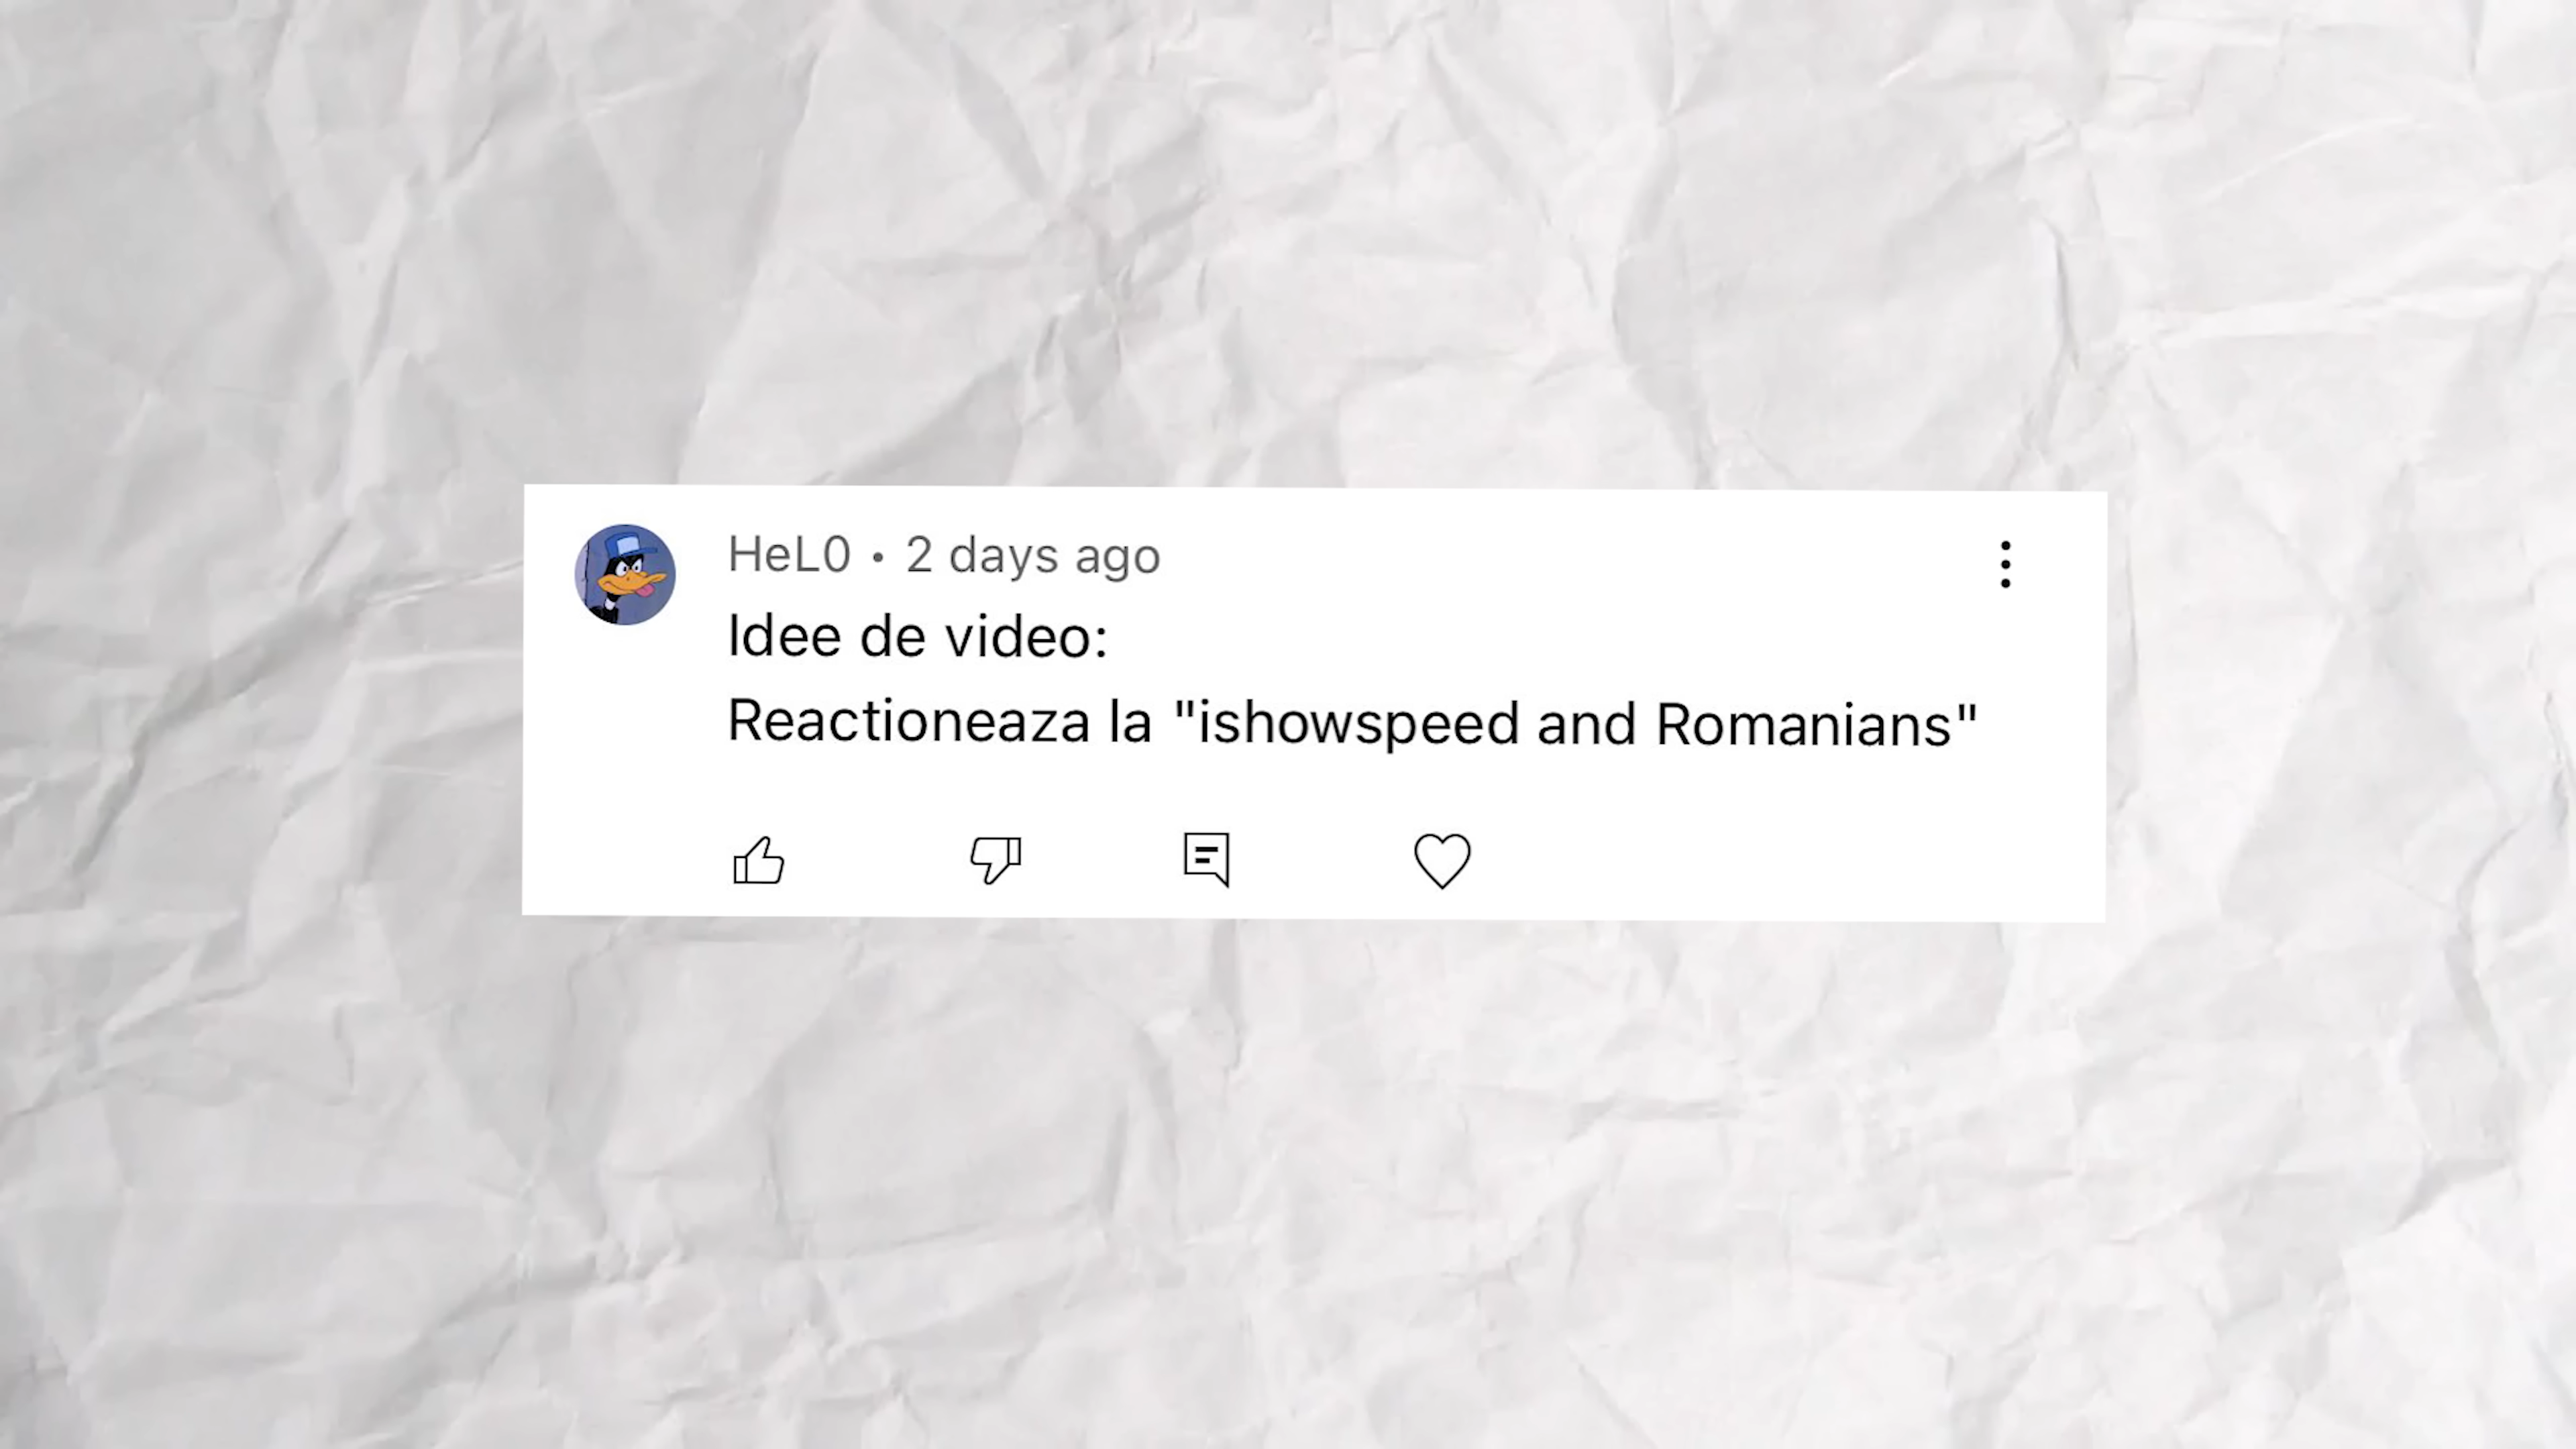 HeL0 • 2 days ago
Idee de video:
Reactioneaza la "ishowspeed and Romanians"